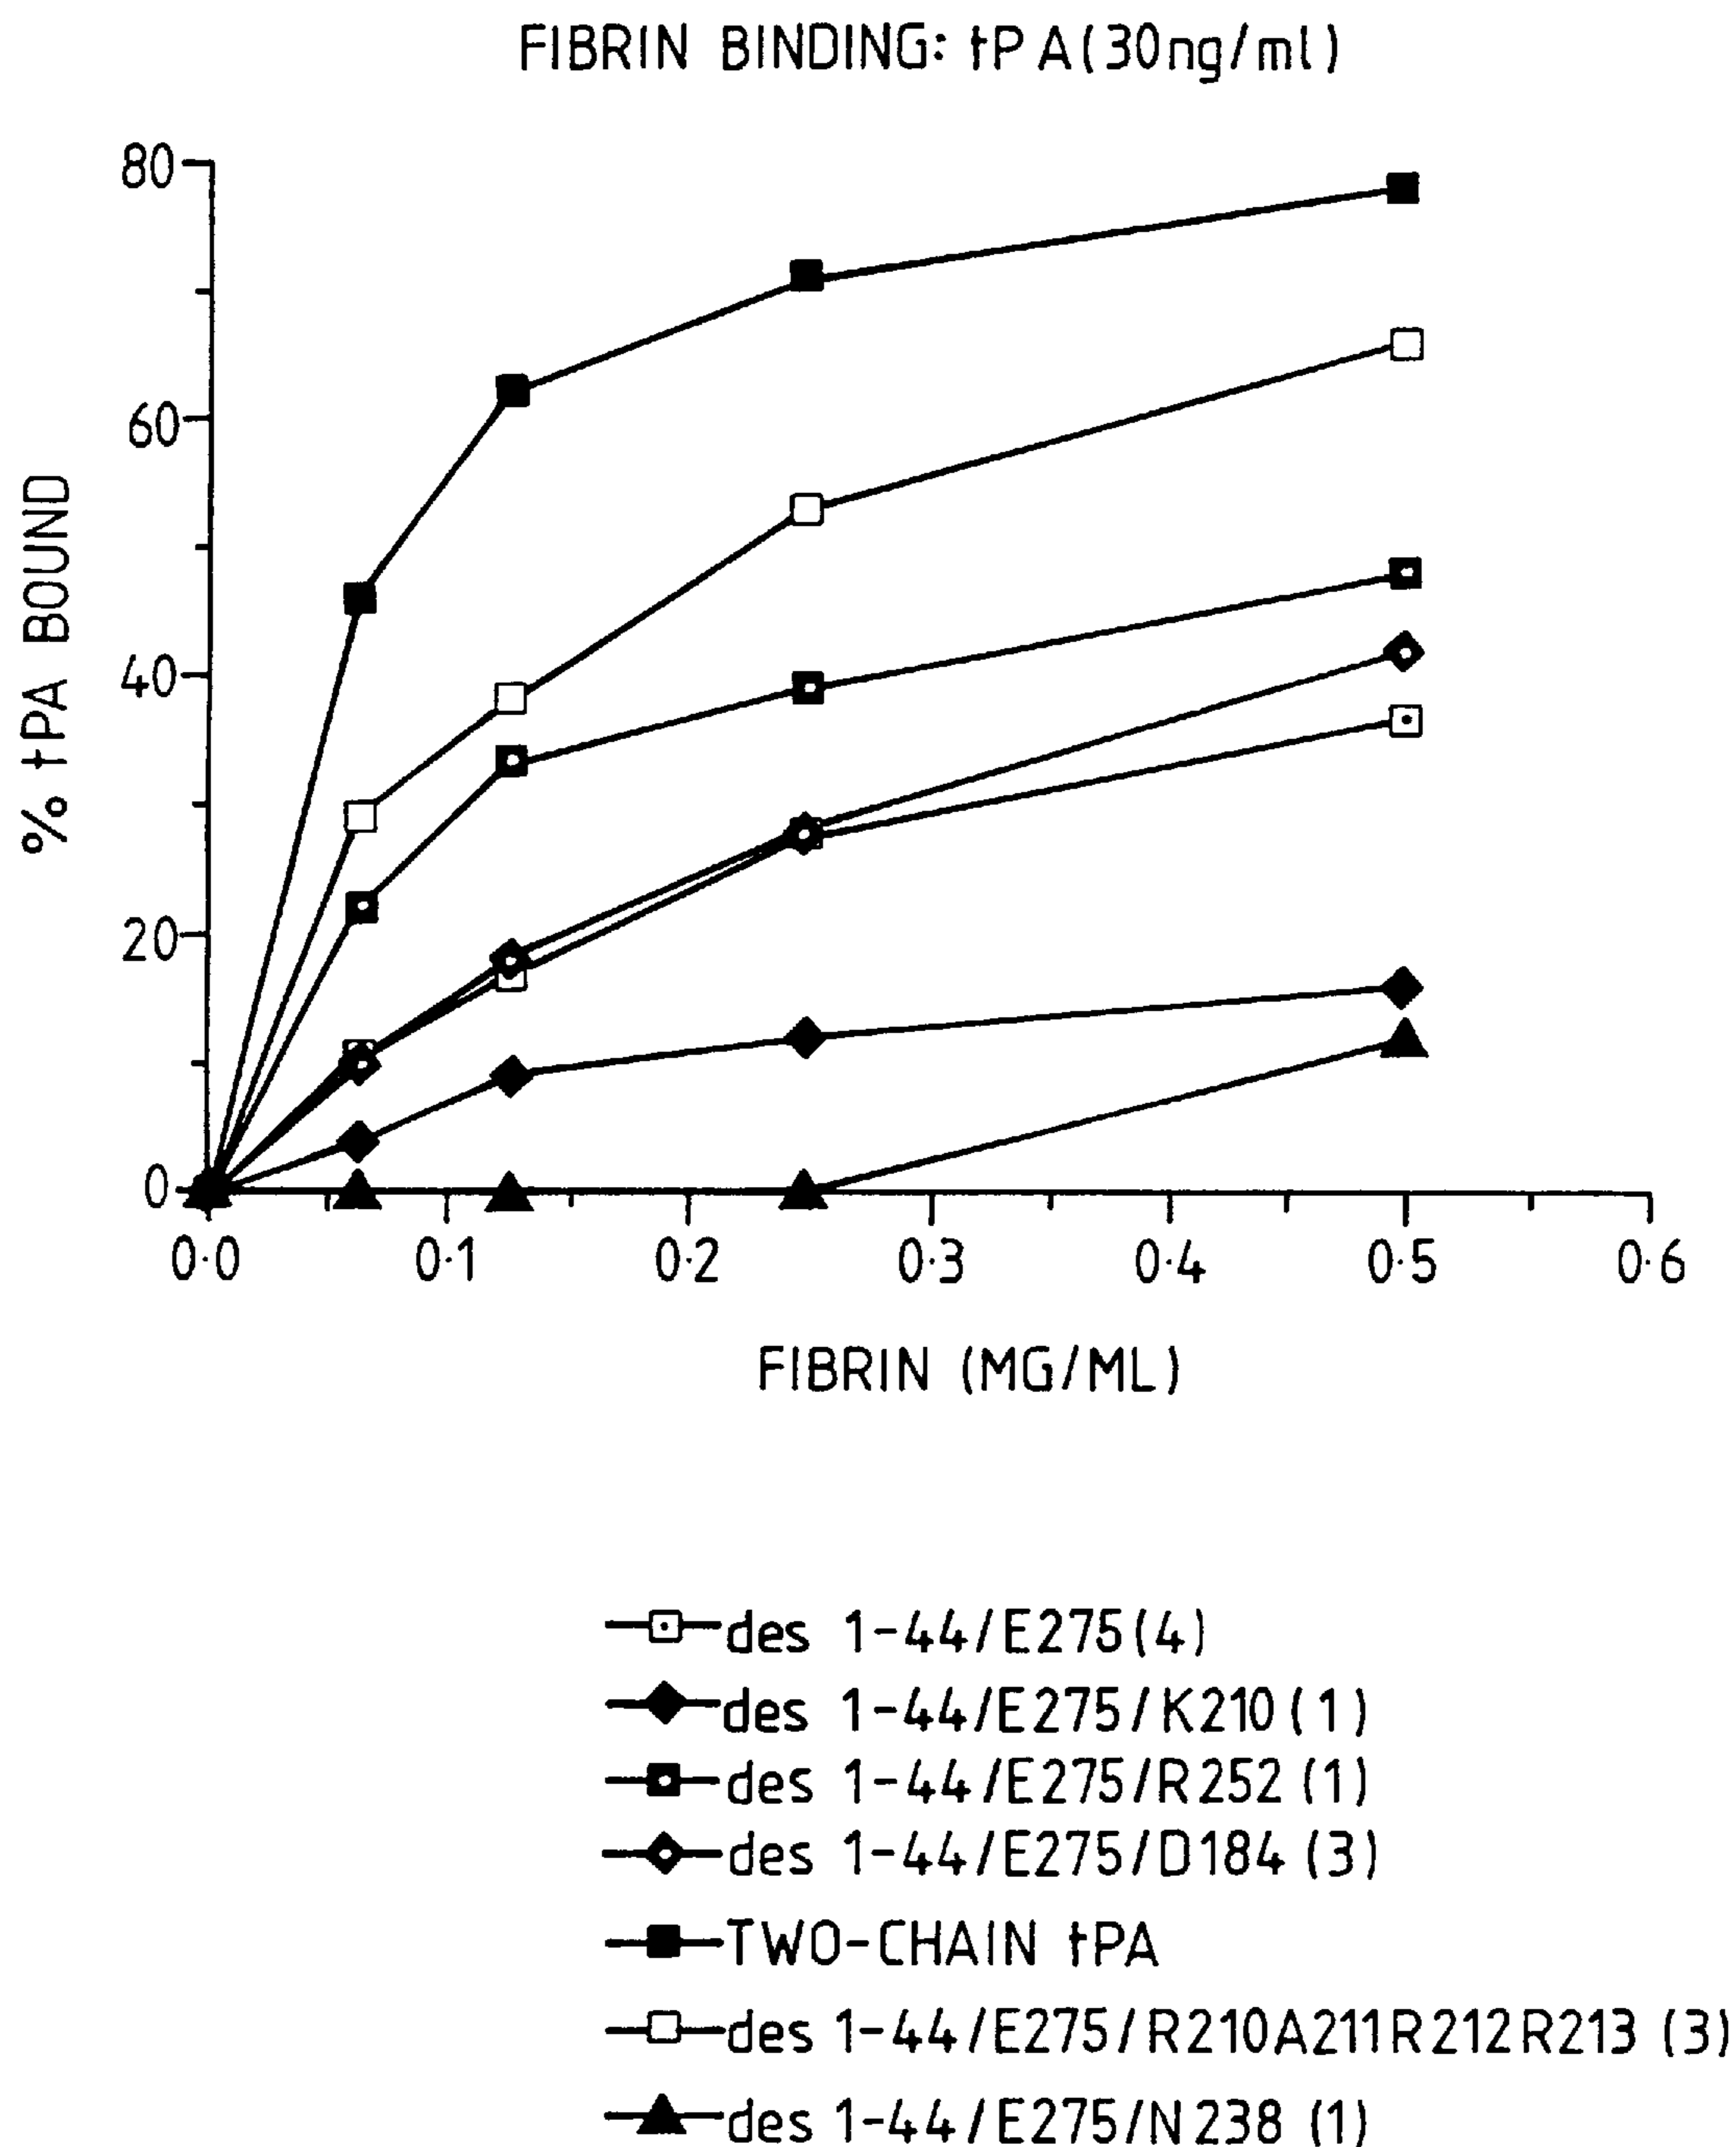 FIBRIN BINDING: tPA(30ng/ml)
80
60
40
20
0
% tPA BOUND
0·0 0·1 0·2 0·3 0·4 0·5 0·6
FIBRIN (MG/ML)
des 1-44/E275(4)
des 1-44/E275/K210(1)
des 1-44/E275/R252 (1)
des 1-44/E275/D184 (3)
TWO-CHAIN tPA
des 1-44/E275/R210A211R212R213 (3)
des 1-44/E275/N238 (1)